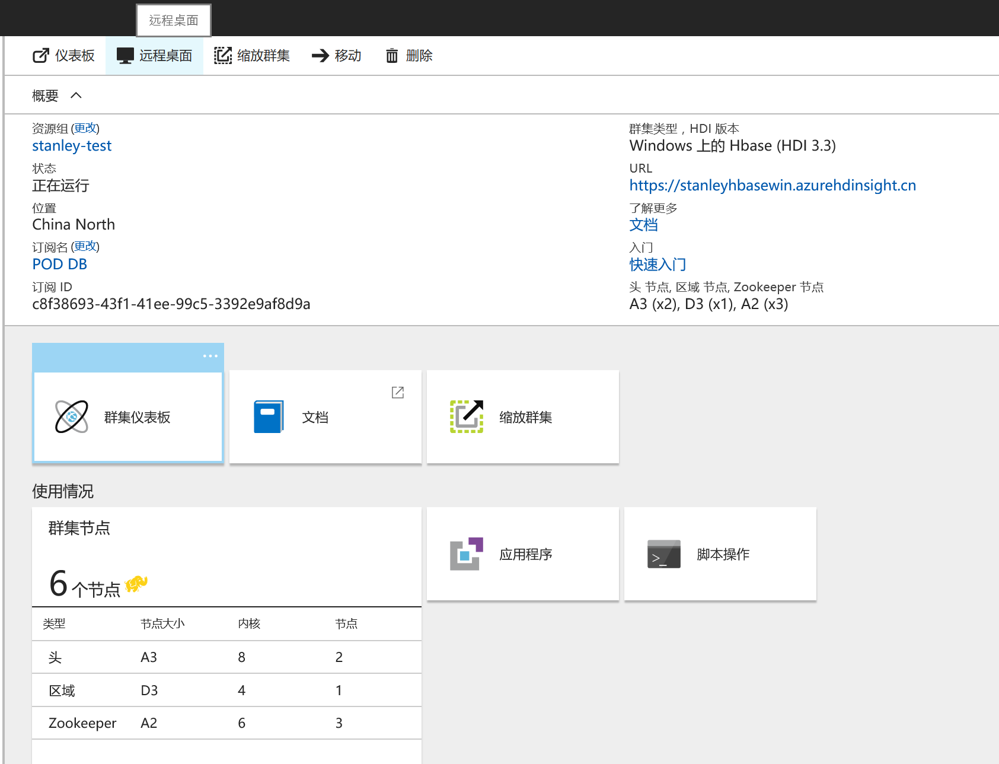 远程桌面
仪表板 远程桌面 缩放群集 移动 删除
概要
资源组 (更改)
stanley-test
状态
正在运行
位置
China North
订阅名 (更改)
POD DB
订阅 ID
c8f38693-43f1-41ee-99c5-3392e9af8d9a
群集类型，HDI 版本
Windows 上的 Hbase (HDI 3.3)
URL
https://stanleyhbasewin.azurehdinsight.cn
了解更多
文档
入门
快速入门
头 节点, 区域 节点, Zookeeper 节点
A3 (x2), D3 (x1), A2 (x3)
群集仪表板
文档
缩放群集
使用情况
群集节点
6 个节点
类型 节点大小 内核 节点
头 A3 8 2
区域 D3 4 1
Zookeeper A2 6 3
应用程序
脚本操作